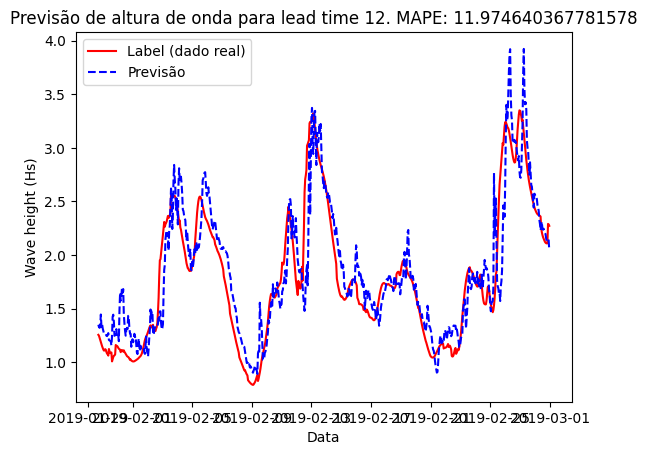 Previsão de altura de onda para lead time 12. MAPE: 11.974640367781578
Label (dado real)
Previsão
Wave height (Hs)
4.0
3.5
3.0
2.5
2.0
1.5
1.0
2019-01-29 2019-02-01 2019-02-05 2019-02-09 2019-02-13 2019-02-17 2019-02-21 2019-02-25 2019-03-01
Data